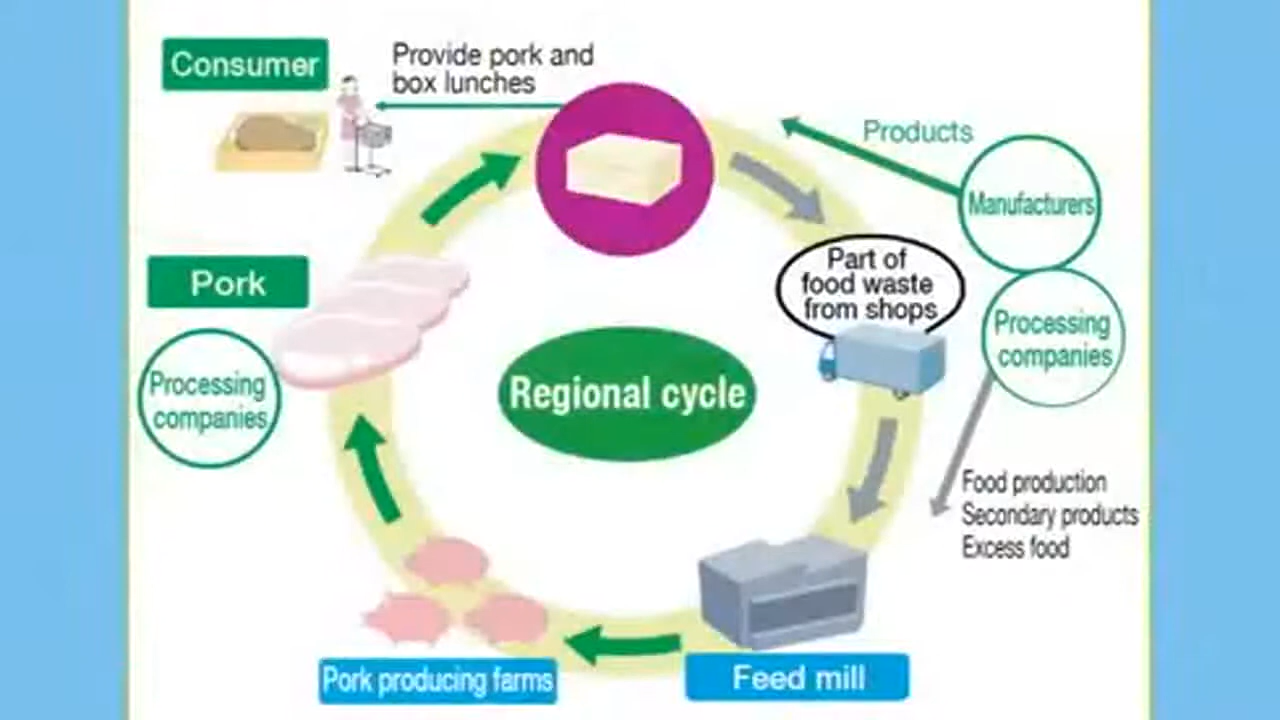 Consumer
Provide pork and
box lunches
Products
Manufacturers
Part of
food waste
from shops
Pork
Processing
companies
Processing
companies
Regional cycle
Food production
Secondary products
Excess food
Pork producing farms
Feed mill